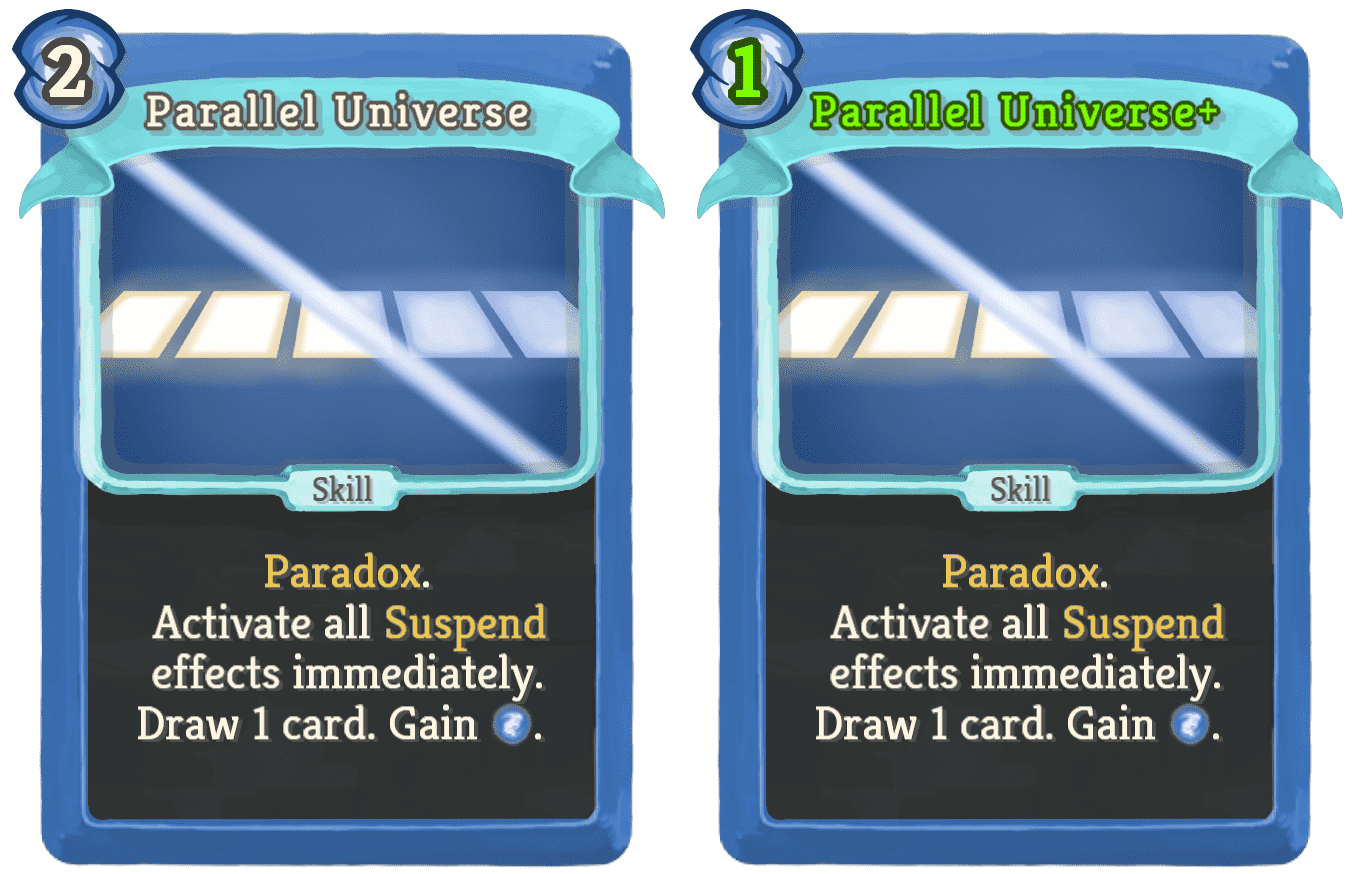 2
Parallel Universe
Skill
Paradox.
Activate all Suspend
effects immediately.
Draw 1 card. Gain .
1
Parallel Universe+
Skill
Paradox.
Activate all Suspend
effects immediately.
Draw 1 card. Gain .